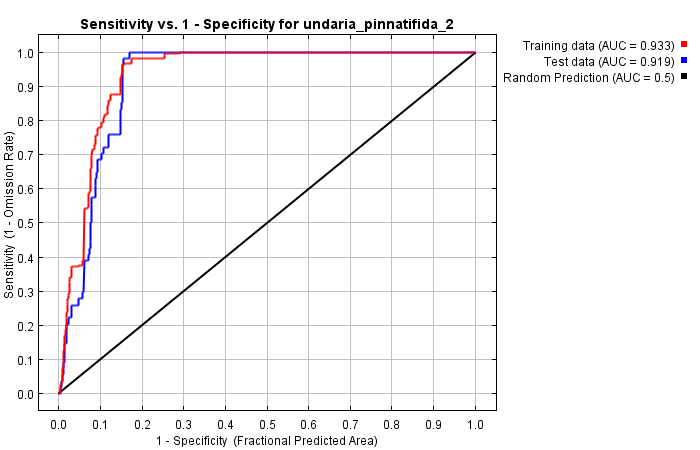 Sensitivity vs. 1 - Specificity for undaria_pinnatifida_2
Training data (AUC = 0.933)
Test data (AUC = 0.919)
Random Prediction (AUC = 0.5)
Sensitivity (1 - Omission Rate)
1.0
0.9
0.8
0.7
0.6
0.5
0.4
0.3
0.2
0.1
0.0
0.0 0.1 0.2 0.3 0.4 0.5 0.6 0.7 0.8 0.9 1.0
1 - Specificity (Fractional Predicted Area)